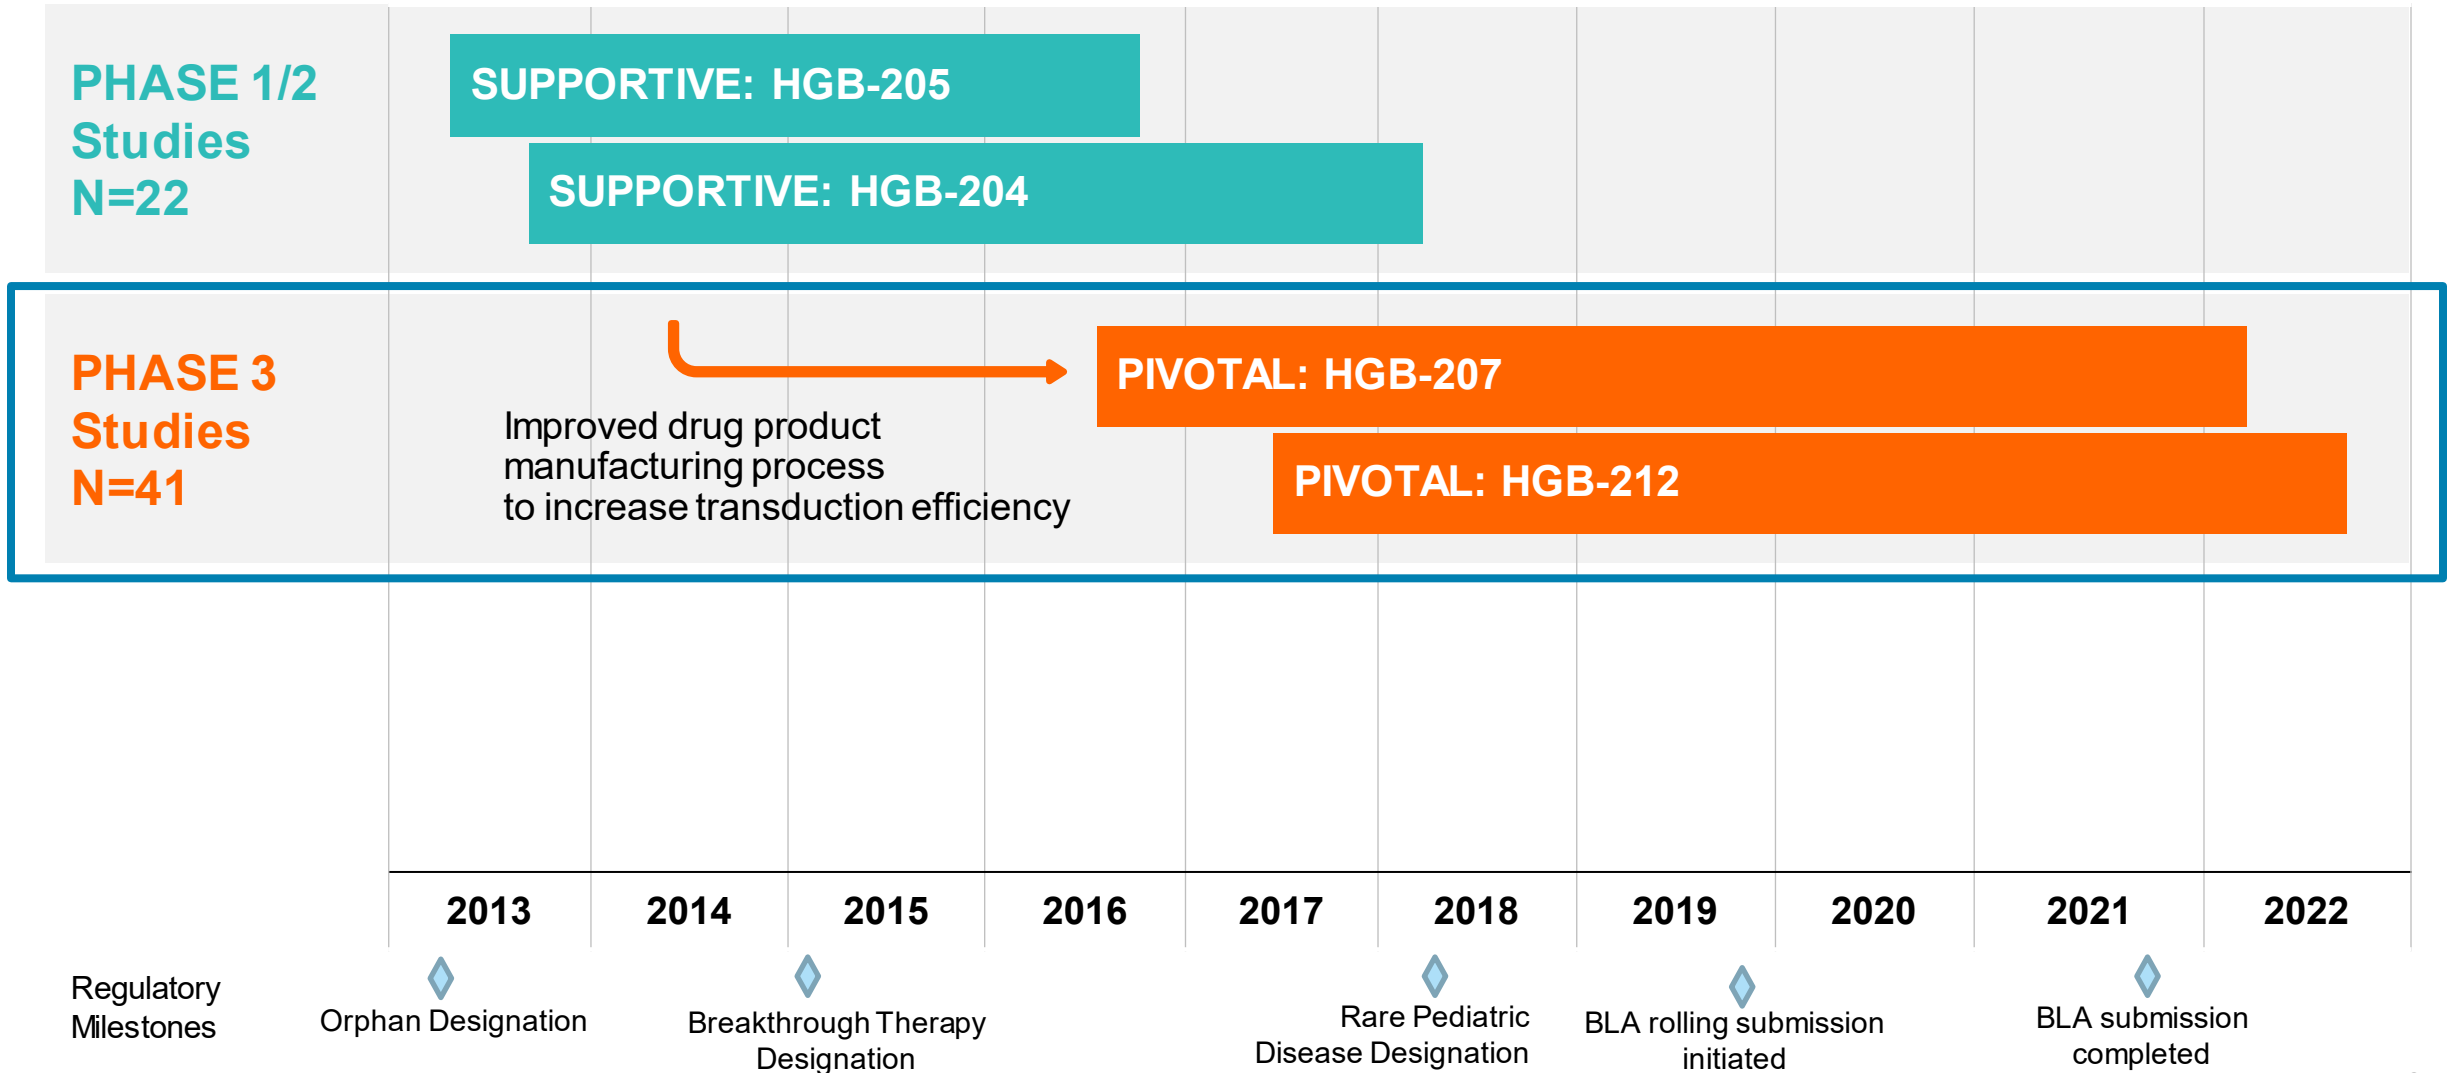 PHASE 1/2
Studies
N=22
SUPPORTIVE: HGB-205
SUPPORTIVE: HGB-204
PHASE 3
Studies
N=41
Improved drug product
manufacturing process
to increase transduction efficiency
PIVOTAL: HGB-207
PIVOTAL: HGB-212
2013 2014 2015 2016 2017 2018 2019 2020 2021 2022
Regulatory
Milestones
Orphan Designation
Breakthrough Therapy
Designation
Rare Pediatric
Disease Designation
BLA rolling submission
initiated
BLA submission
completed